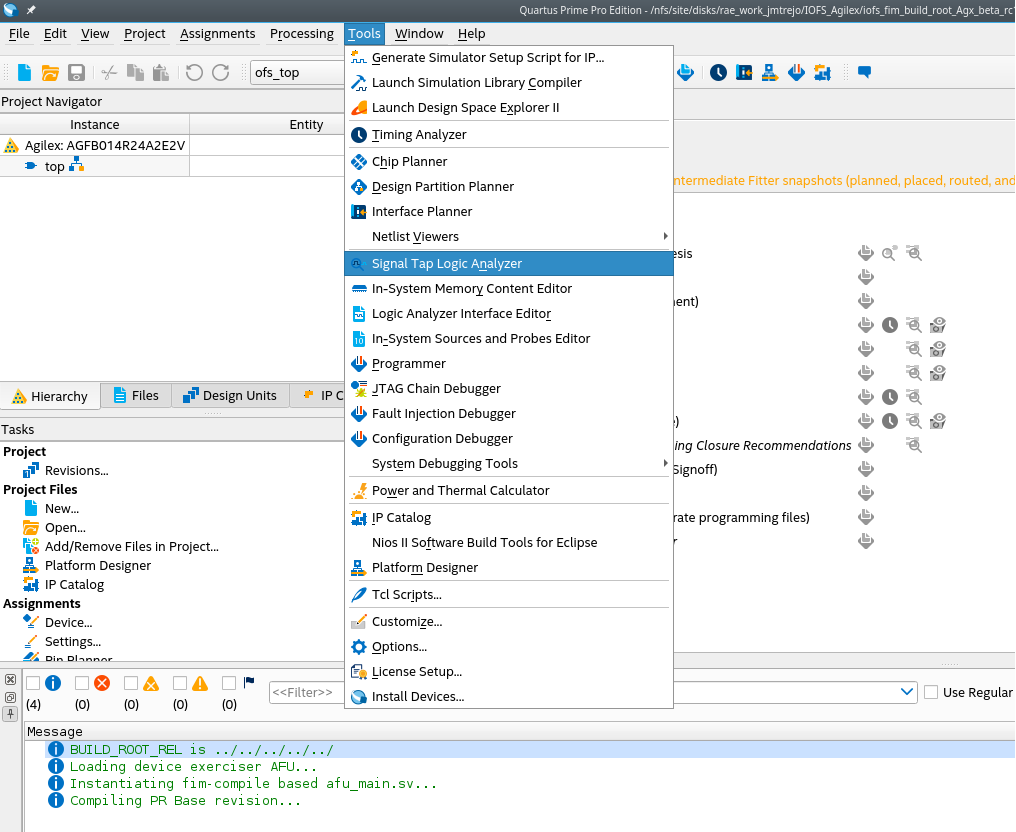 Quartus Prime Pro Edition - /nfs/site/disks/rae_work_jmtrejo/IOFS_Agilex/iofs_fim_build_root_Agx_beta_rc
File Edit View Project Assignments Processing Tools Window Help
ofs_top
Project Navigator
Instance Entity
Agilex: AGFB014R24A2E2V
top
Hierarchy Files Design Units IP C
Tasks
Project
Revisions...
Project Files
New...
Open...
Add/Remove Files in Project...
Platform Designer
IP Catalog
Assignments
Device...
Settings...
Pin Planner
Generate Simulator Setup Script for IP...
Launch Simulation Library Compiler
Launch Design Space Explorer II
Timing Analyzer
Chip Planner
Design Partition Planner
Interface Planner
Netlist Viewers
Signal Tap Logic Analyzer
In-System Memory Content Editor
Logic Analyzer Interface Editor
In-System Sources and Probes Editor
Programmer
JTAG Chain Debugger
Fault Injection Debugger
Configuration Debugger
System Debugging Tools
Power and Thermal Calculator
IP Catalog
Nios II Software Build Tools for Eclipse
Platform Designer
Tcl Scripts...
Customize...
Options...
License Setup...
Install Devices...
ntermediate Fitter snapshots (planned, placed, routed, and
esis
ent)
e)
ing Closure Recommendations
Signoff)
rate programming files)
r
(4) (0) (0) (0) (0)
<<Filter>>
Use Regular
Message
BUILD_ROOT_REL is ../../../../../
Loading device exerciser AFU...
Instantiating fim-compile based afu_main.sv...
Compiling PR Base revision...